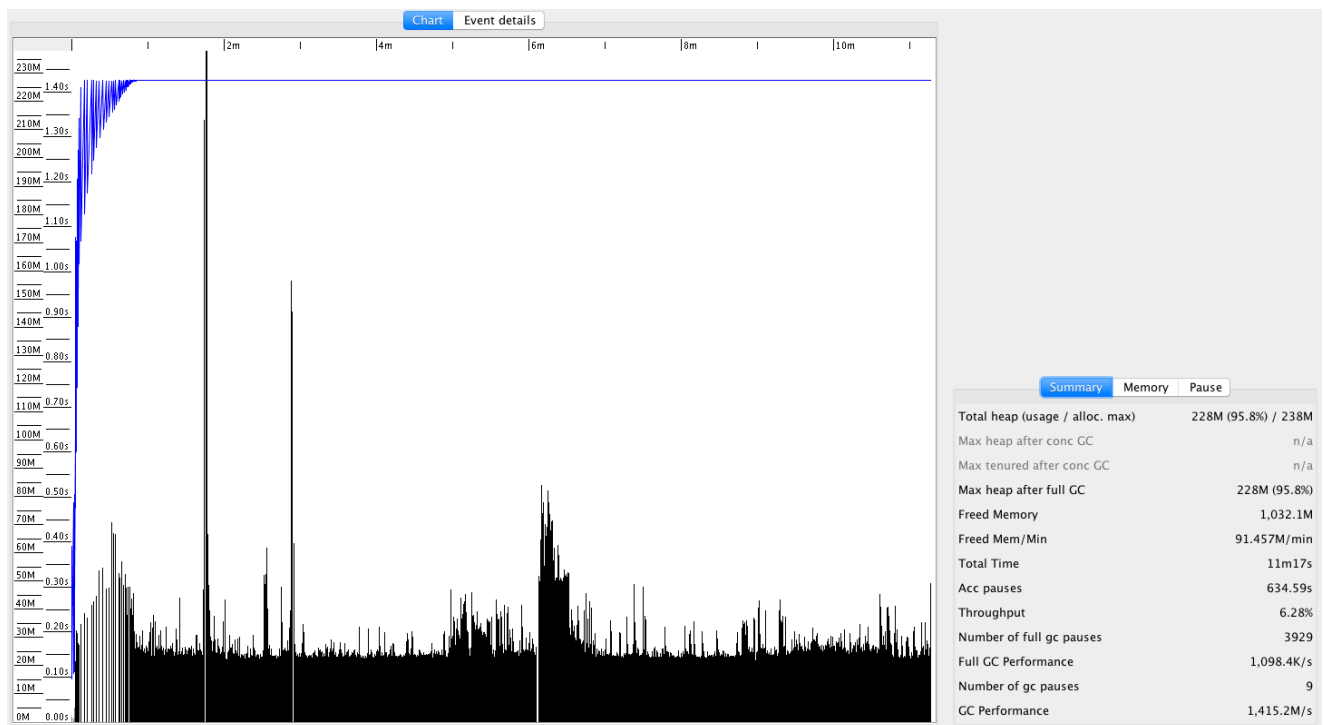 Chart Event details
2m 4m 6m 8m 10m
230M
1.40s
220M
210M
1.30s
200M
190M 1.20s
180M
1.10s
170M
160M 1.00s
150M
0.90s
140M
130M 0.80s
120M
110M 0.70s
100M
0.60s
90M
80M 0.50s
70M
0.40s
60M
50M
0.30s
40M
30M 0.20s
20M
0.10s
10M
0M 0.00s
Summary Memory Pause
Total heap (usage / alloc. max) 228M (95.8%) / 238M
Max heap after conc GC n/a
Max tenured after conc GC n/a
Max heap after full GC 228M (95.8%)
Freed Memory 1,032.1M
Freed Mem/Min 91.457M/min
Total Time 11m17s
Acc pauses 634.59s
Throughput 6.28%
Number of full gc pauses 3929
Full GC Performance 1,098.4K/s
Number of gc pauses 9
GC Performance 1,415.2M/s